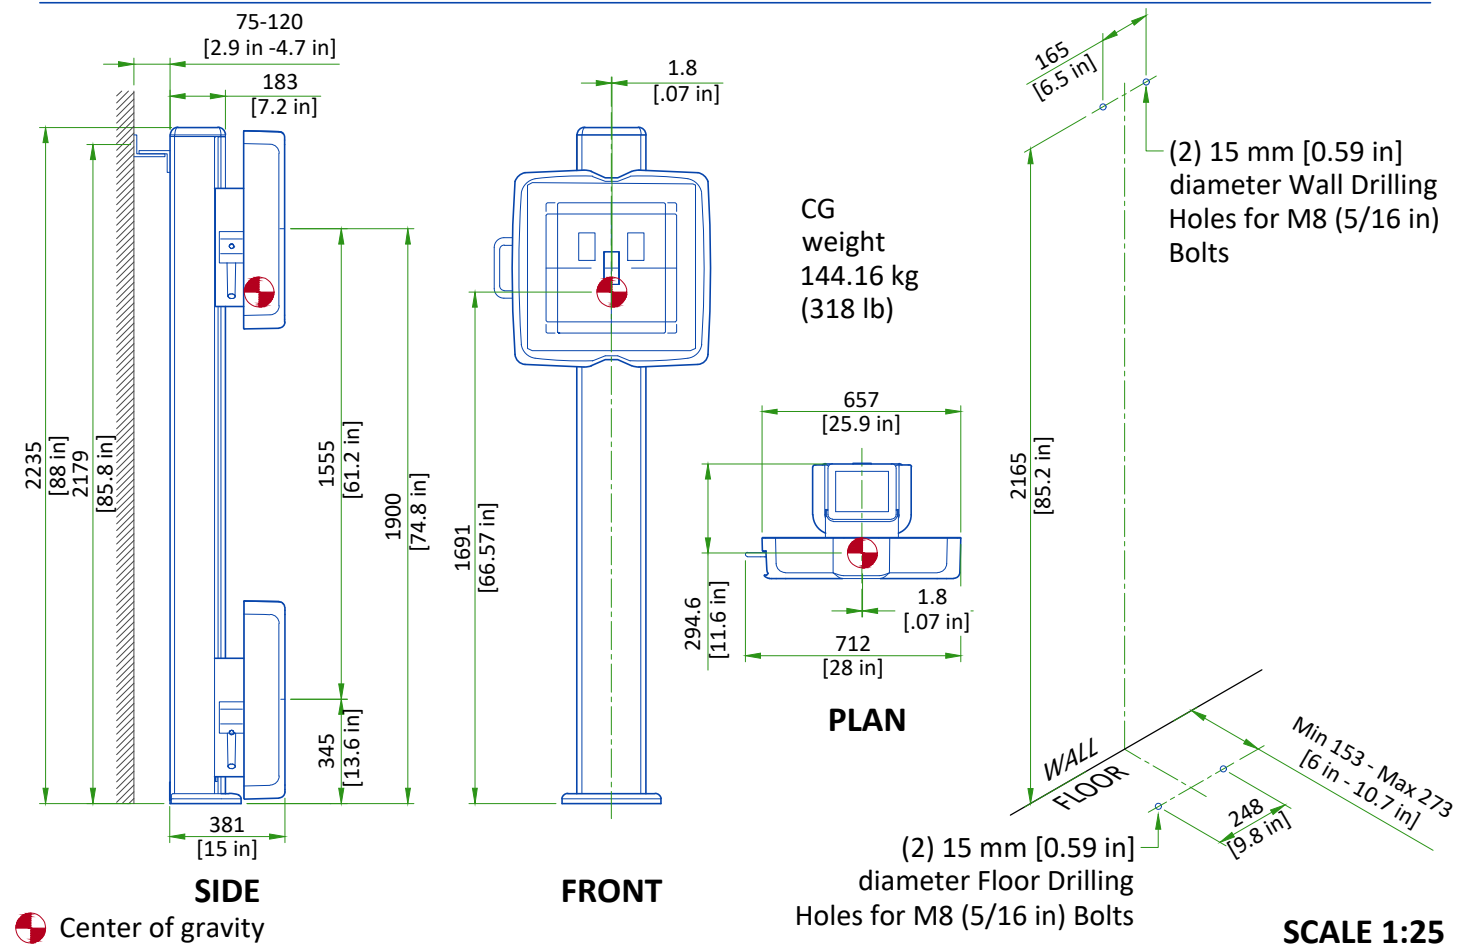 75-120
[2.9 in -4.7 in]
183
[7.2 in]
2235
[88 in]
2179
[85.8 in]
1555
[61.2 in]
1900
[74.8 in]
345
[13.6 in]
381
[15 in]
SIDE
Center of gravity
1.8
[.07 in]
1691
[66.57 in]
FRONT
CG
weight
144.16 kg
(318 lb)
657
[25.9 in]
294.6
[11.6 in]
1.8
[.07 in]
712
[28 in]
PLAN
165
[6.5 in]
(2) 15 mm [0.59 in]
diameter Wall Drilling
Holes for M8 (5/16 in)
Bolts
2165
[85.2 in]
WALL
FLOOR
Min 153 - Max 273
[6 in - 10.7 in]
248
[9.8 in]
(2) 15 mm [0.59 in]
diameter Floor Drilling
Holes for M8 (5/16 in) Bolts
SCALE 1:25